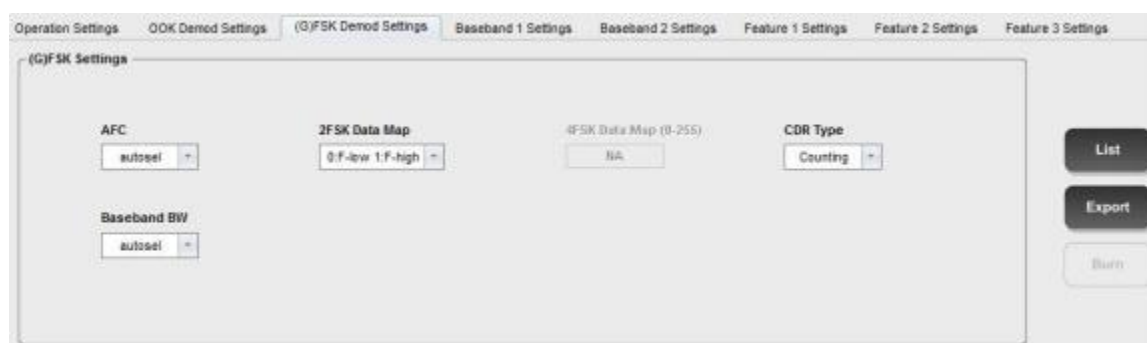 Operation Settings OOK Demod Settings (G)FSK Demod Settings Baseband 1 Settings Baseband 2 Settings Feature 1 Settings Feature 2 Settings Feature 3 Settings
(G)FSK Settings
AFC 2FSK Data Map 4FSK Data Map (0-255) CDR Type
autosel 0:F-low 1:F-high NA Counting
List
Baseband BW
Export
autosel
Burn